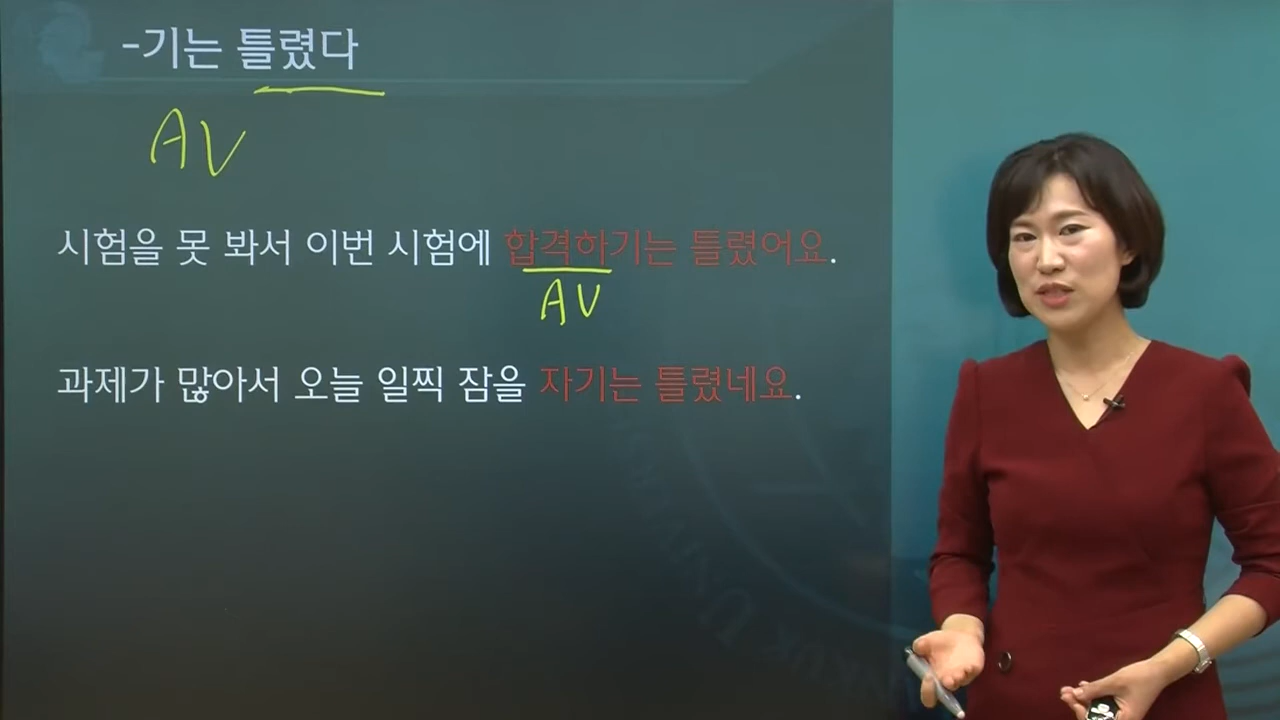 -기는 틀렸다
AV
시험을 못 봐서 이번 시험에 합격하기는 틀렸어요.
AV
과제가 많아서 오늘 일찍 잠을 자기는 틀렸네요.